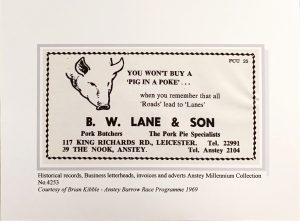 PCU 25
YOU WON'T BUY A
'PIG IN A POKE' . . .
when you remember that all
'Roads' lead to 'Lanes'
B. W. LANE & SON
Pork Butchers The Pork Pie Specialists
117 KING RICHARDS RD., LEICESTER. Tel. 22991
39 THE NOOK, ANSTEY. Tel. Anstey 2104
Historical records, Business letterheads, invoices and adverts Anstey Millennium Collection
No 4253
Courtesy of Brian Kibble - Anstey Barrow Race Programme 1969